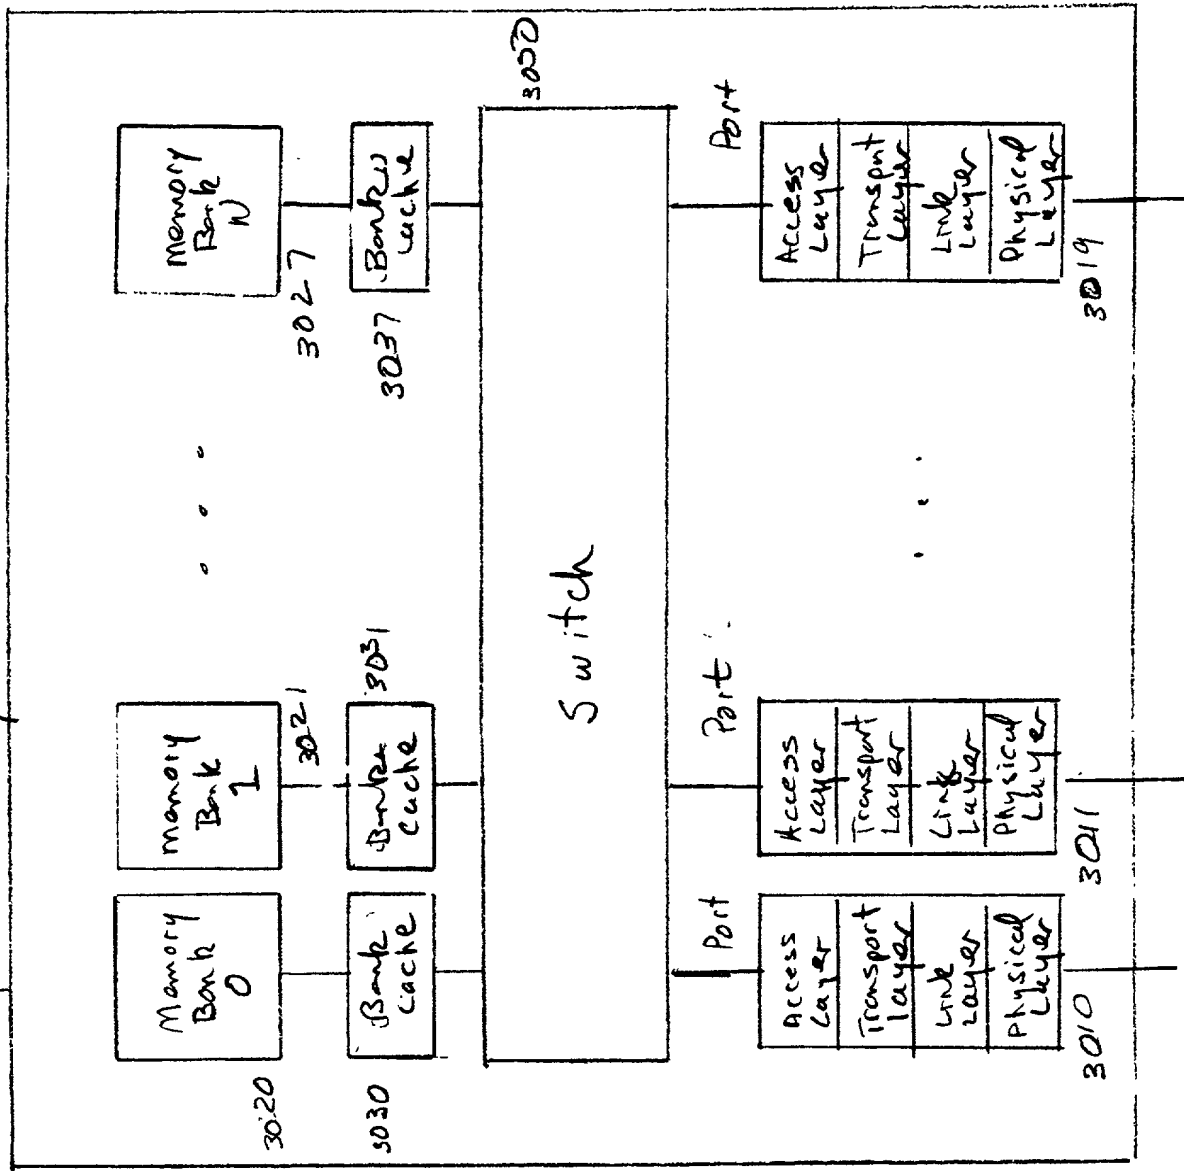 Memory
Bank
0
3020
Memory
Bank
1
3021
Memory
Bank
N
3027
Bank
Cache
3030
Bank
Cache
3031
Bank
Cache
3037
Switch
3050
Port
Access
Layer
Transport
Layer
Link
Layer
Physical
Layer
3010
Port
Access
Layer
Transport
Layer
Link
Layer
Physical
Layer
3011
Port
Access
Layer
Transport
Layer
Link
Layer
Physical
Layer
3019